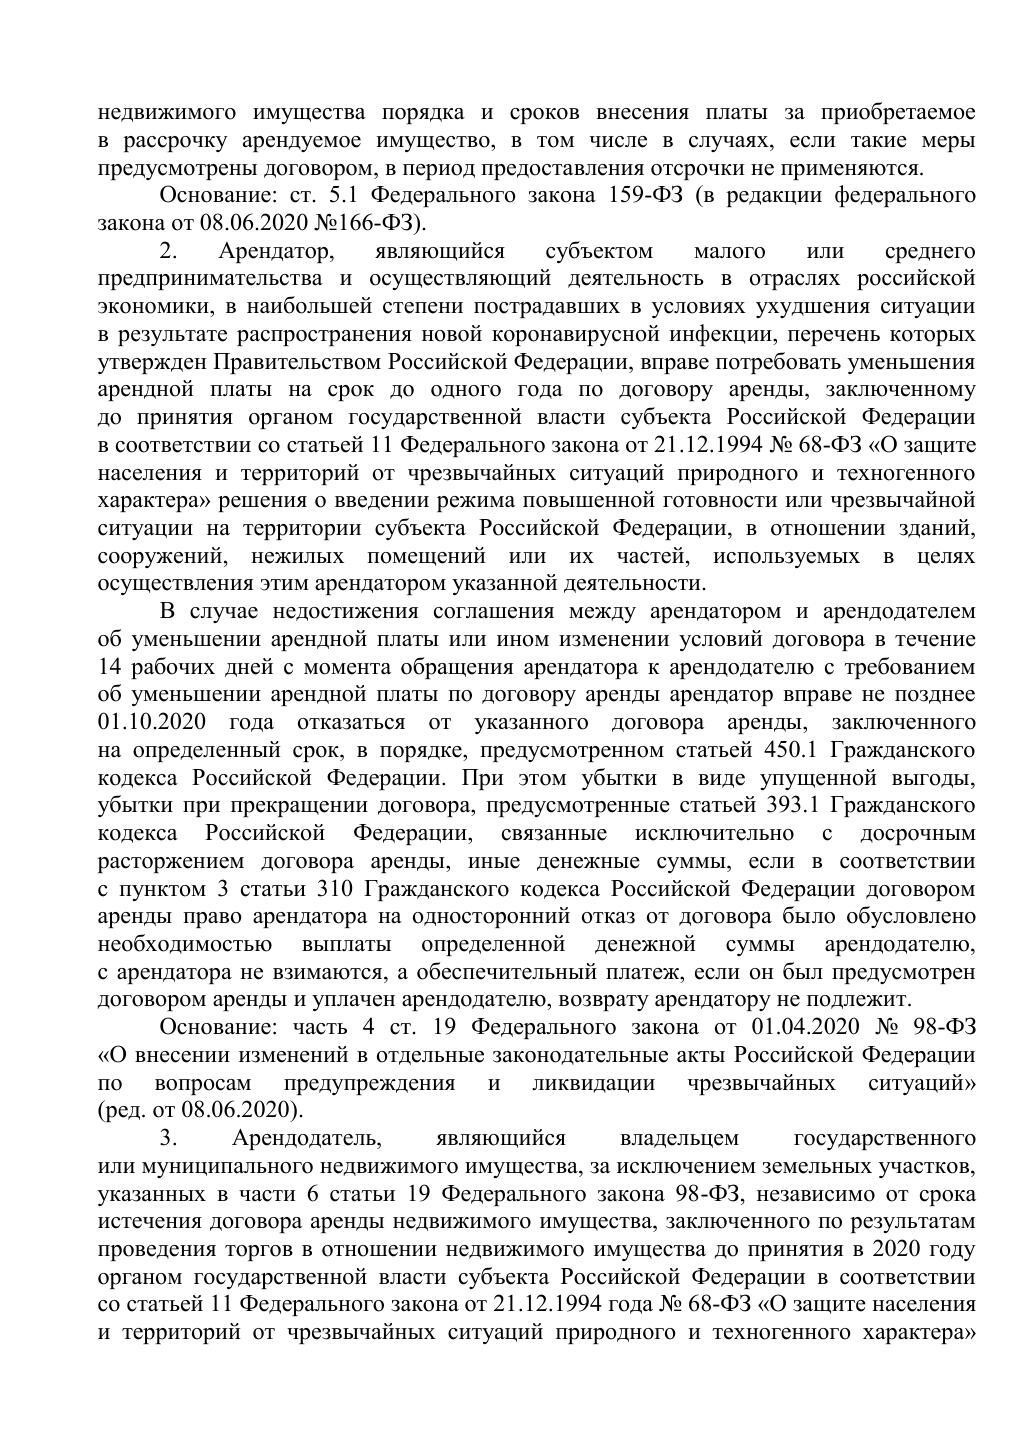 недвижимого имущества порядка и сроков внесения платы за приобретаемое
в рассрочку арендуемое имущество, в том числе в случаях, если такие меры
предусмотрены договором, в период предоставления отсрочки не применяются.
Основание: ст. 5.1 Федерального закона 159-ФЗ (в редакции федерального
закона от 08.06.2020 №166-ФЗ).
2. Арендатор, являющийся субъектом малого или среднего
предпринимательства и осуществляющий деятельность в отраслях российской
экономики, в наибольшей степени пострадавших в условиях ухудшения ситуации
в результате распространения новой коронавирусной инфекции, перечень которых
утвержден Правительством Российской Федерации, вправе потребовать уменьшения
арендной платы на срок до одного года по договору аренды, заключенному
до принятия органом государственной власти субъекта Российской Федерации
в соответствии со статьей 11 Федерального закона от 21.12.1994 № 68-ФЗ «О защите
населения и территорий от чрезвычайных ситуаций природного и техногенного
характера» решения о введении режима повышенной готовности или чрезвычайной
ситуации на территории субъекта Российской Федерации, в отношении зданий,
сооружений, нежилых помещений или их частей, используемых в целях
осуществления этим арендатором указанной деятельности.
В случае недостижения соглашения между арендатором и арендодателем
об уменьшении арендной платы или ином изменении условий договора в течение
14 рабочих дней с момента обращения арендатора к арендодателю с требованием
об уменьшении арендной платы по договору аренды арендатор вправе не позднее
01.10.2020 года отказаться от указанного договора аренды, заключенного
на определенный срок, в порядке, предусмотренном статьей 450.1 Гражданского
кодекса Российской Федерации. При этом убытки в виде упущенной выгоды,
убытки при прекращении договора, предусмотренные статьей 393.1 Гражданского
кодекса Российской Федерации, связанные исключительно с досрочным
расторжением договора аренды, иные денежные суммы, если в соответствии
с пунктом 3 статьи 310 Гражданского кодекса Российской Федерации договором
аренды право арендатора на односторонний отказ от договора было обусловлено
необходимостью выплаты определенной денежной суммы арендодателю,
с арендатора не взимаются, а обеспечительный платеж, если он был предусмотрен
договором аренды и уплачен арендодателю, возврату арендатору не подлежит.
Основание: часть 4 ст. 19 Федерального закона от 01.04.2020 № 98-ФЗ
«О внесении изменений в отдельные законодательные акты Российской Федерации
по вопросам предупреждения и ликвидации чрезвычайных ситуаций»
(ред. от 08.06.2020).
3. Арендодатель, являющийся владельцем государственного
или муниципального недвижимого имущества, за исключением земельных участков,
указанных в части 6 статьи 19 Федерального закона 98-ФЗ, независимо от срока
истечения договора аренды недвижимого имущества, заключенного по результатам
проведения торгов в отношении недвижимого имущества до принятия в 2020 году
органом государственной власти субъекта Российской Федерации в соответствии
со статьей 11 Федерального закона от 21.12.1994 года № 68-ФЗ «О защите населения
и территорий от чрезвычайных ситуаций природного и техногенного характера»